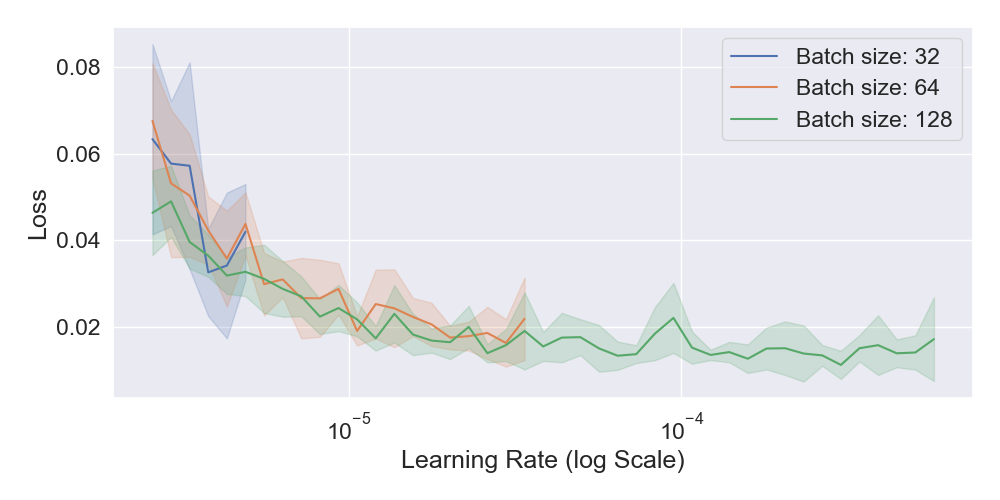 Batch size: 32
Batch size: 64
Batch size: 128
0.08
0.06
0.04
0.02
Loss
10⁻⁵
10⁻⁴
Learning Rate (log Scale)